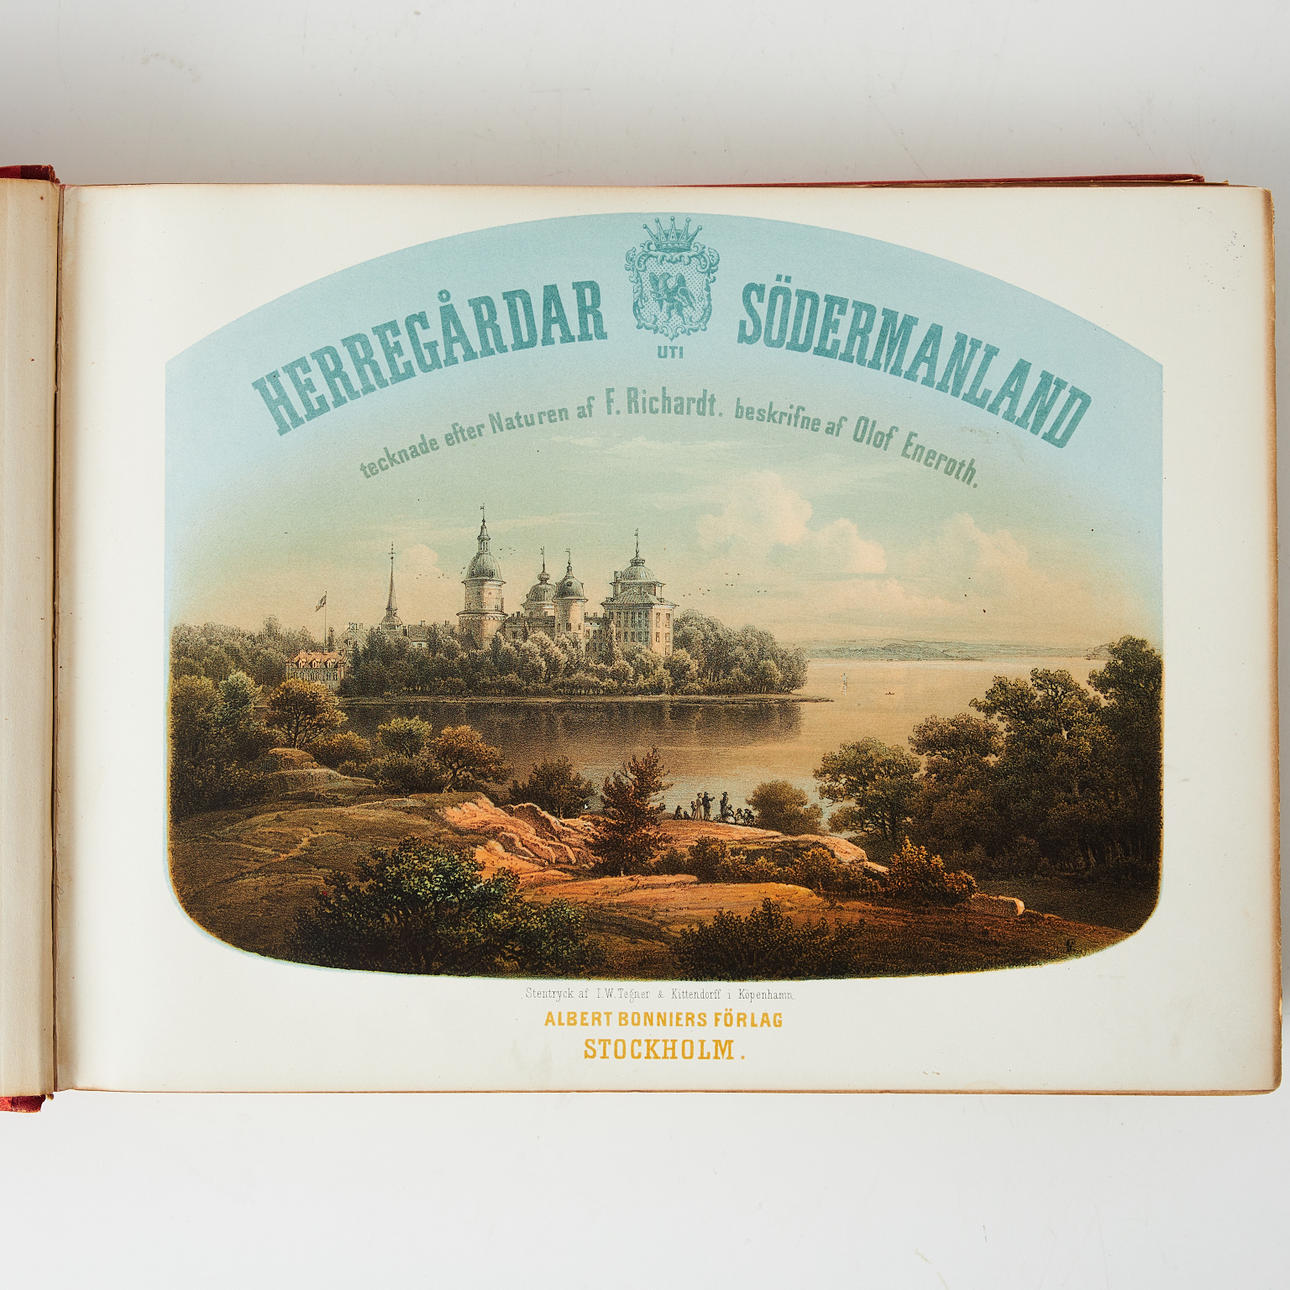 HERREGÅRDAR UTI SÖDERMANLAND
tecknade efter Naturen af F. Richardt. beskrifne af Olof Eneroth.
Stentryck af I.W. Tegner & Kittendorff i Kopenhamn.
ALBERT BONNIERS FÖRLAG
STOCKHOLM.